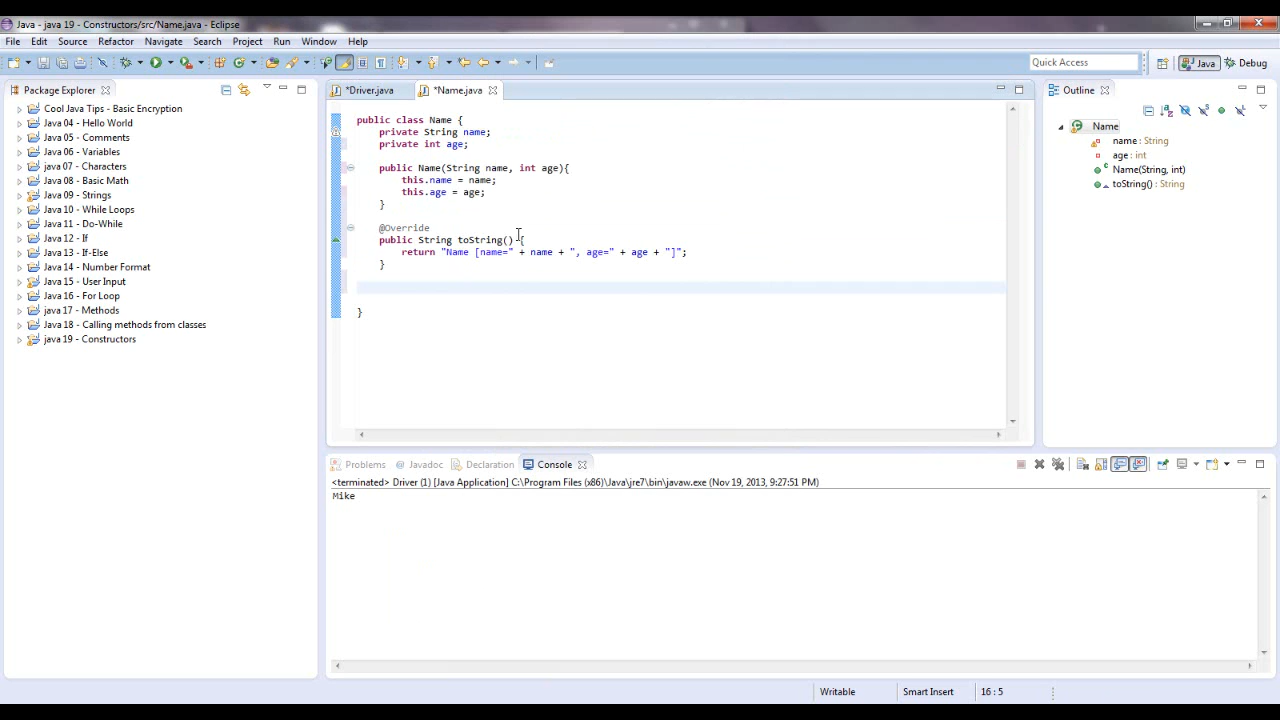 Java - java 19 - Constructors/src/Name.java - Eclipse
File Edit Source Refactor Navigate Search Project Run Window Help
Quick Access
Java
Debug
Package Explorer
Cool Java Tips - Basic Encryption
Java 04 - Hello World
Java 05 - Comments
Java 06 - Variables
java 07 - Characters
Java 08 - Basic Math
Java 09 - Strings
Java 10 - While Loops
Java 11 - Do-While
Java 12 - If
Java 13 - If-Else
Java 14 - Number Format
Java 15 - User Input
Java 16 - For Loop
java 17 - Methods
Java 18 - Calling methods from classes
java 19 - Constructors
*Driver.java
*Name.java
public class Name {
private String name;
private int age;
public Name(String name, int age){
this.name = name;
this.age = age;
}
@Override
public String toString() {
return "Name [name=" + name + ", age=" + age + "]";
}
}
Outline
Name
name : String
age : int
Name(String, int)
toString() : String
Problems
@ Javadoc
Declaration
Console
<terminated> Driver (1) [Java Application] C:\Program Files (x86)\Java\jre7\bin\javaw.exe (Nov 19, 2013, 9:27:51 PM)
Mike
Writable
Smart Insert
16 : 5